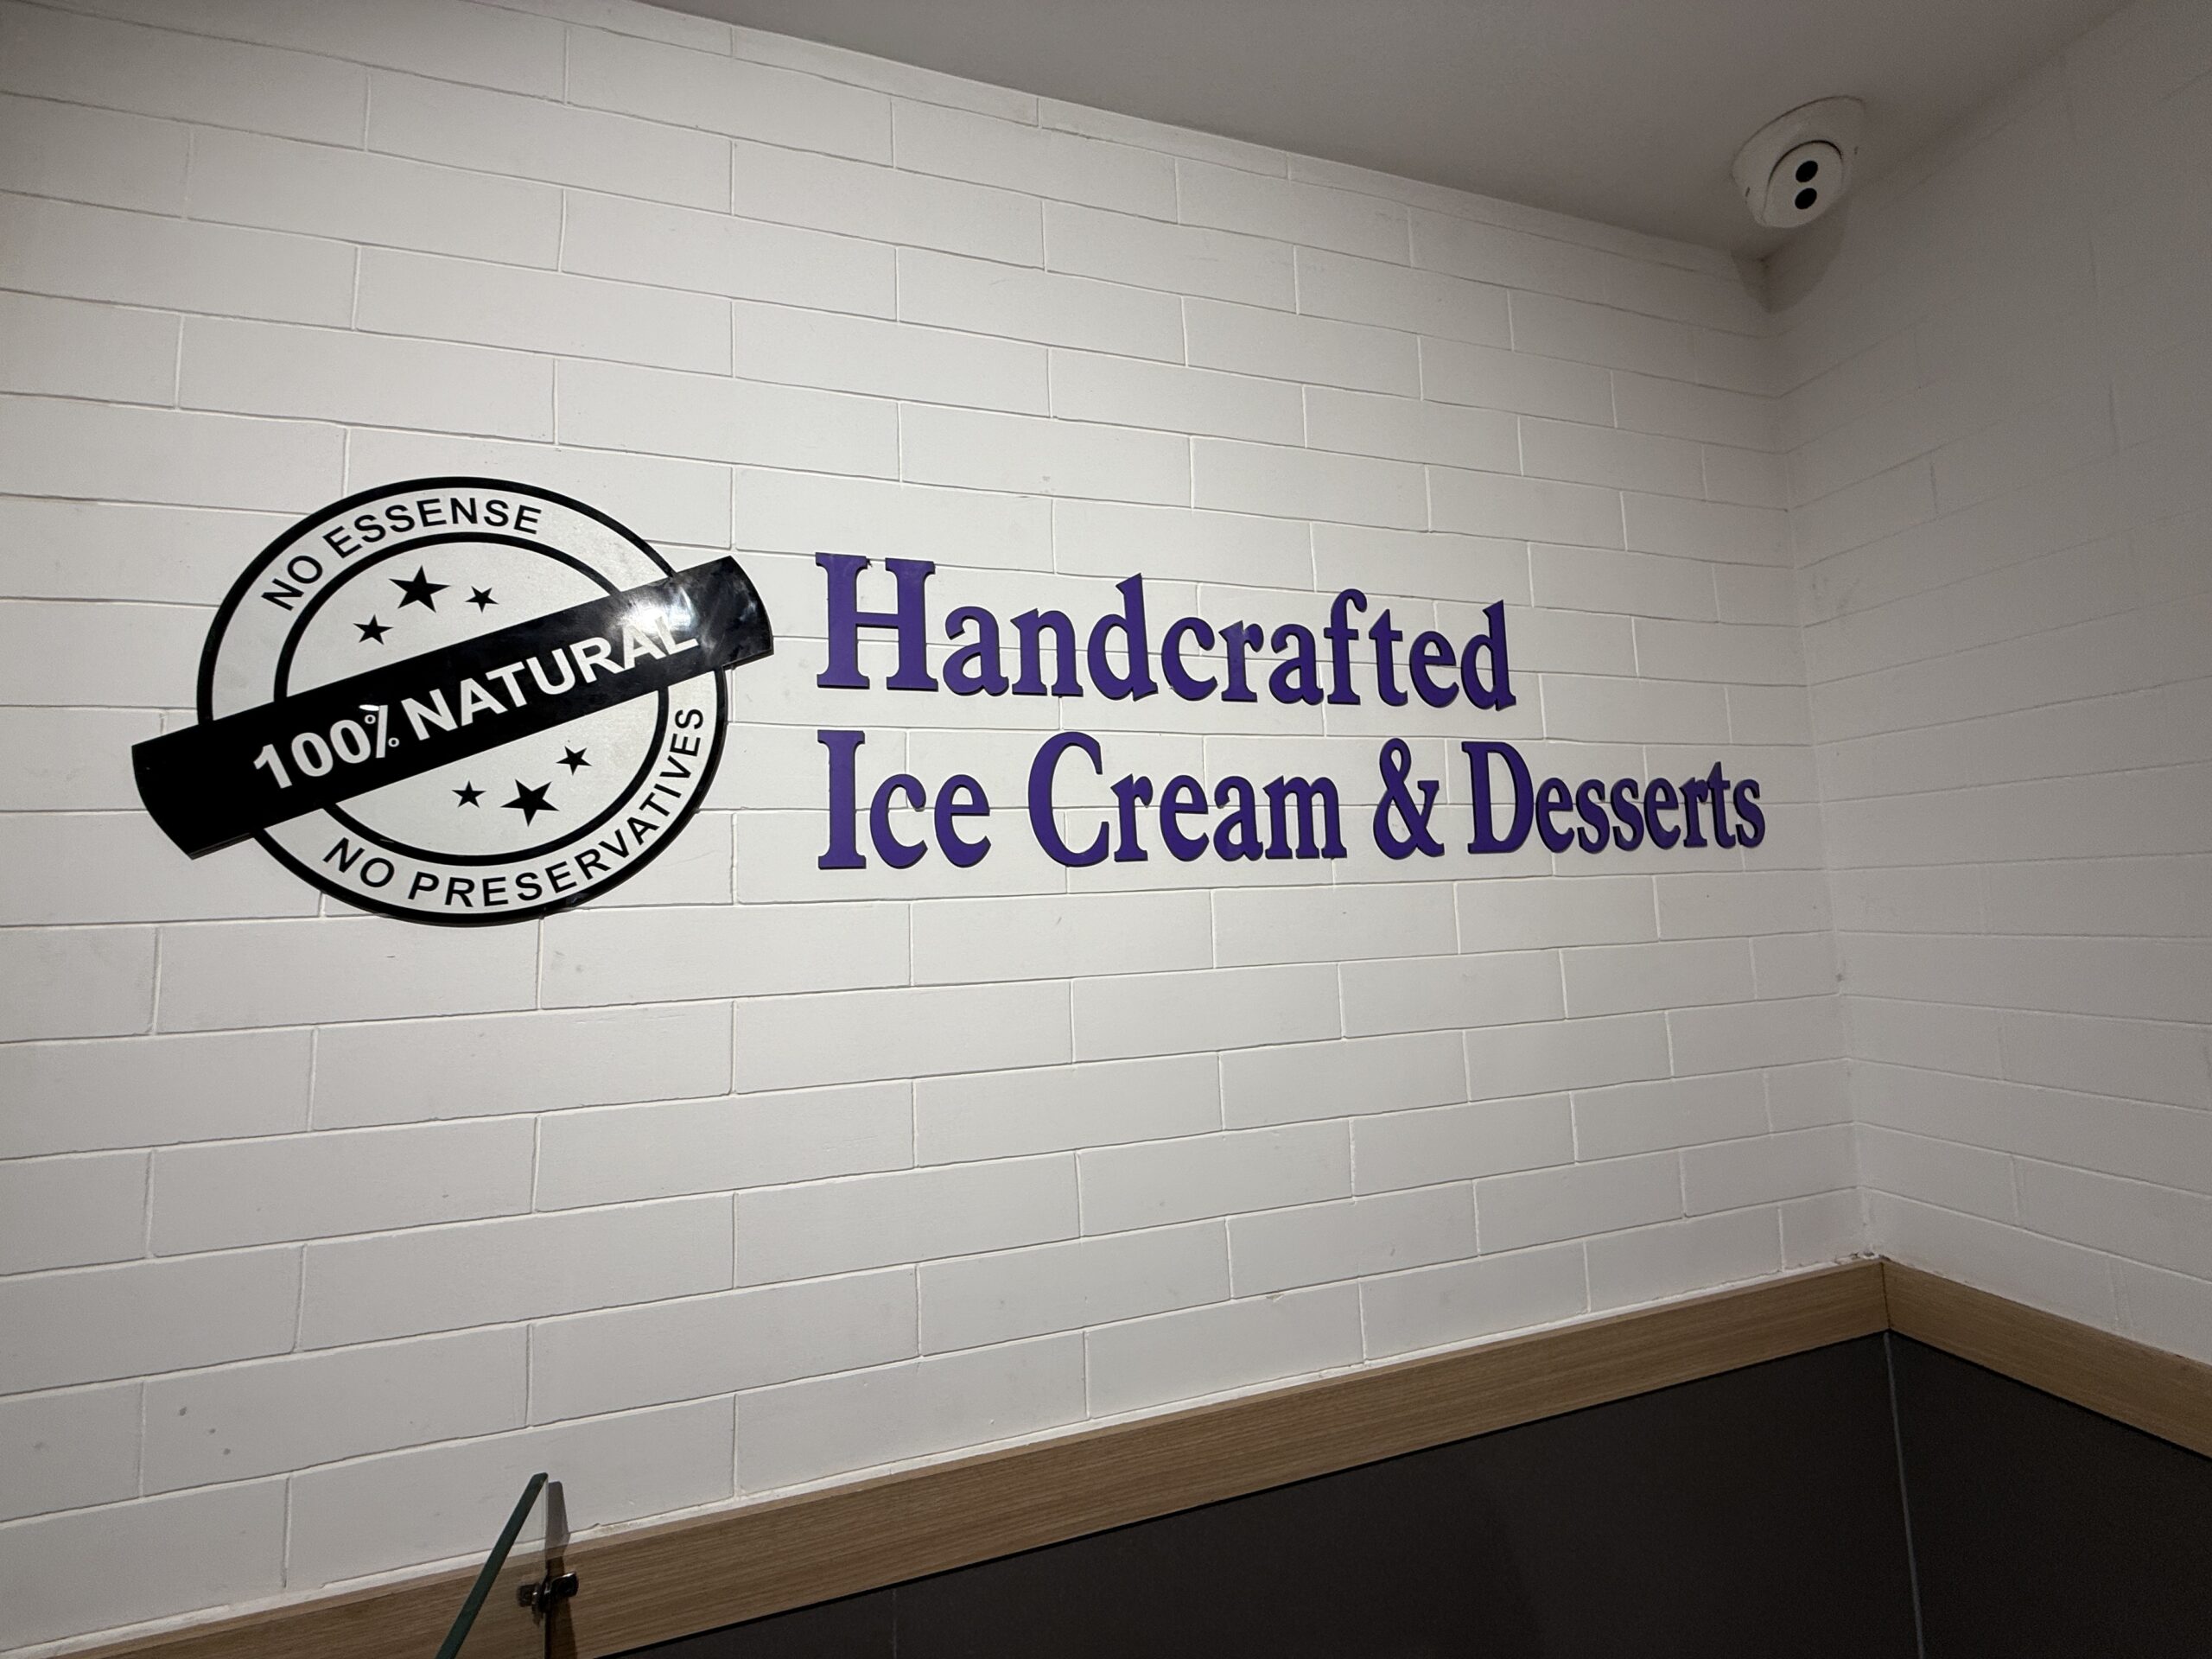 NO ESSENSE
100% NATURAL
NO PRESERVATIVES
Handcrafted
Ice Cream & Desserts